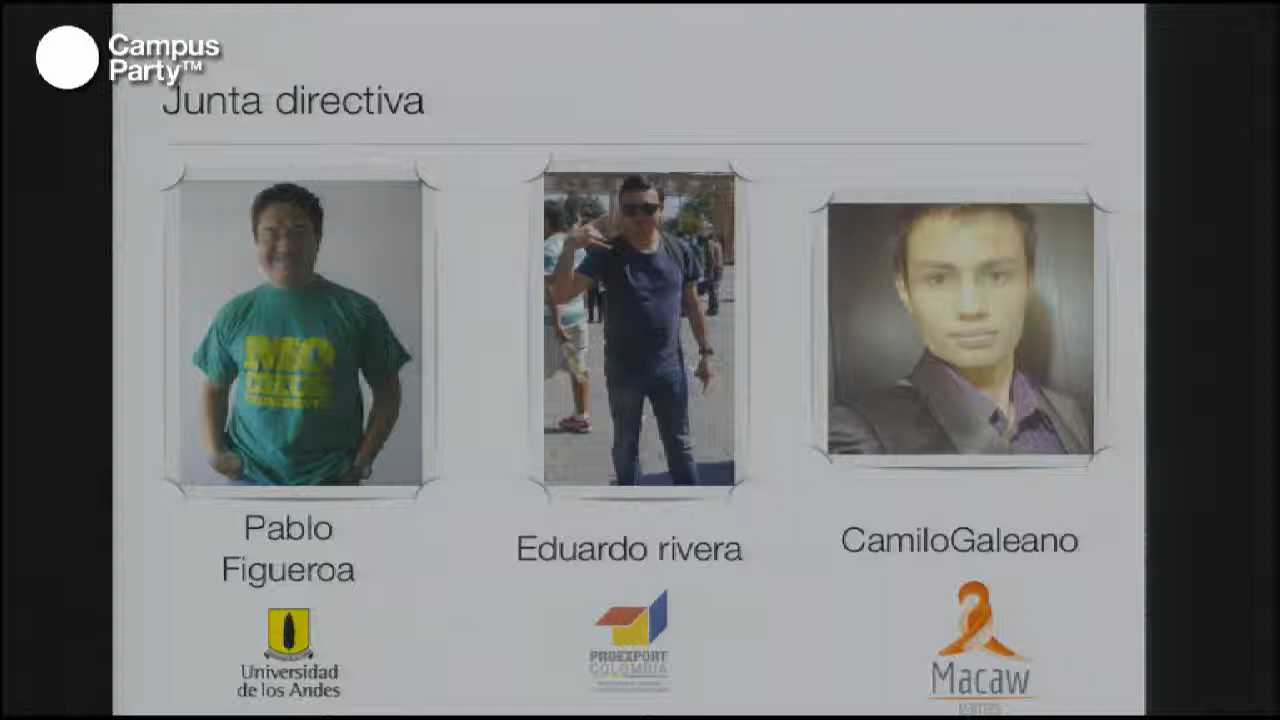 Campus
Party™
Junta directiva
Pablo
Figueroa
Eduardo rivera
CamiloGaleano
Universidad
de los Andes
PROEXPORT
COLOMBIA
Macaw